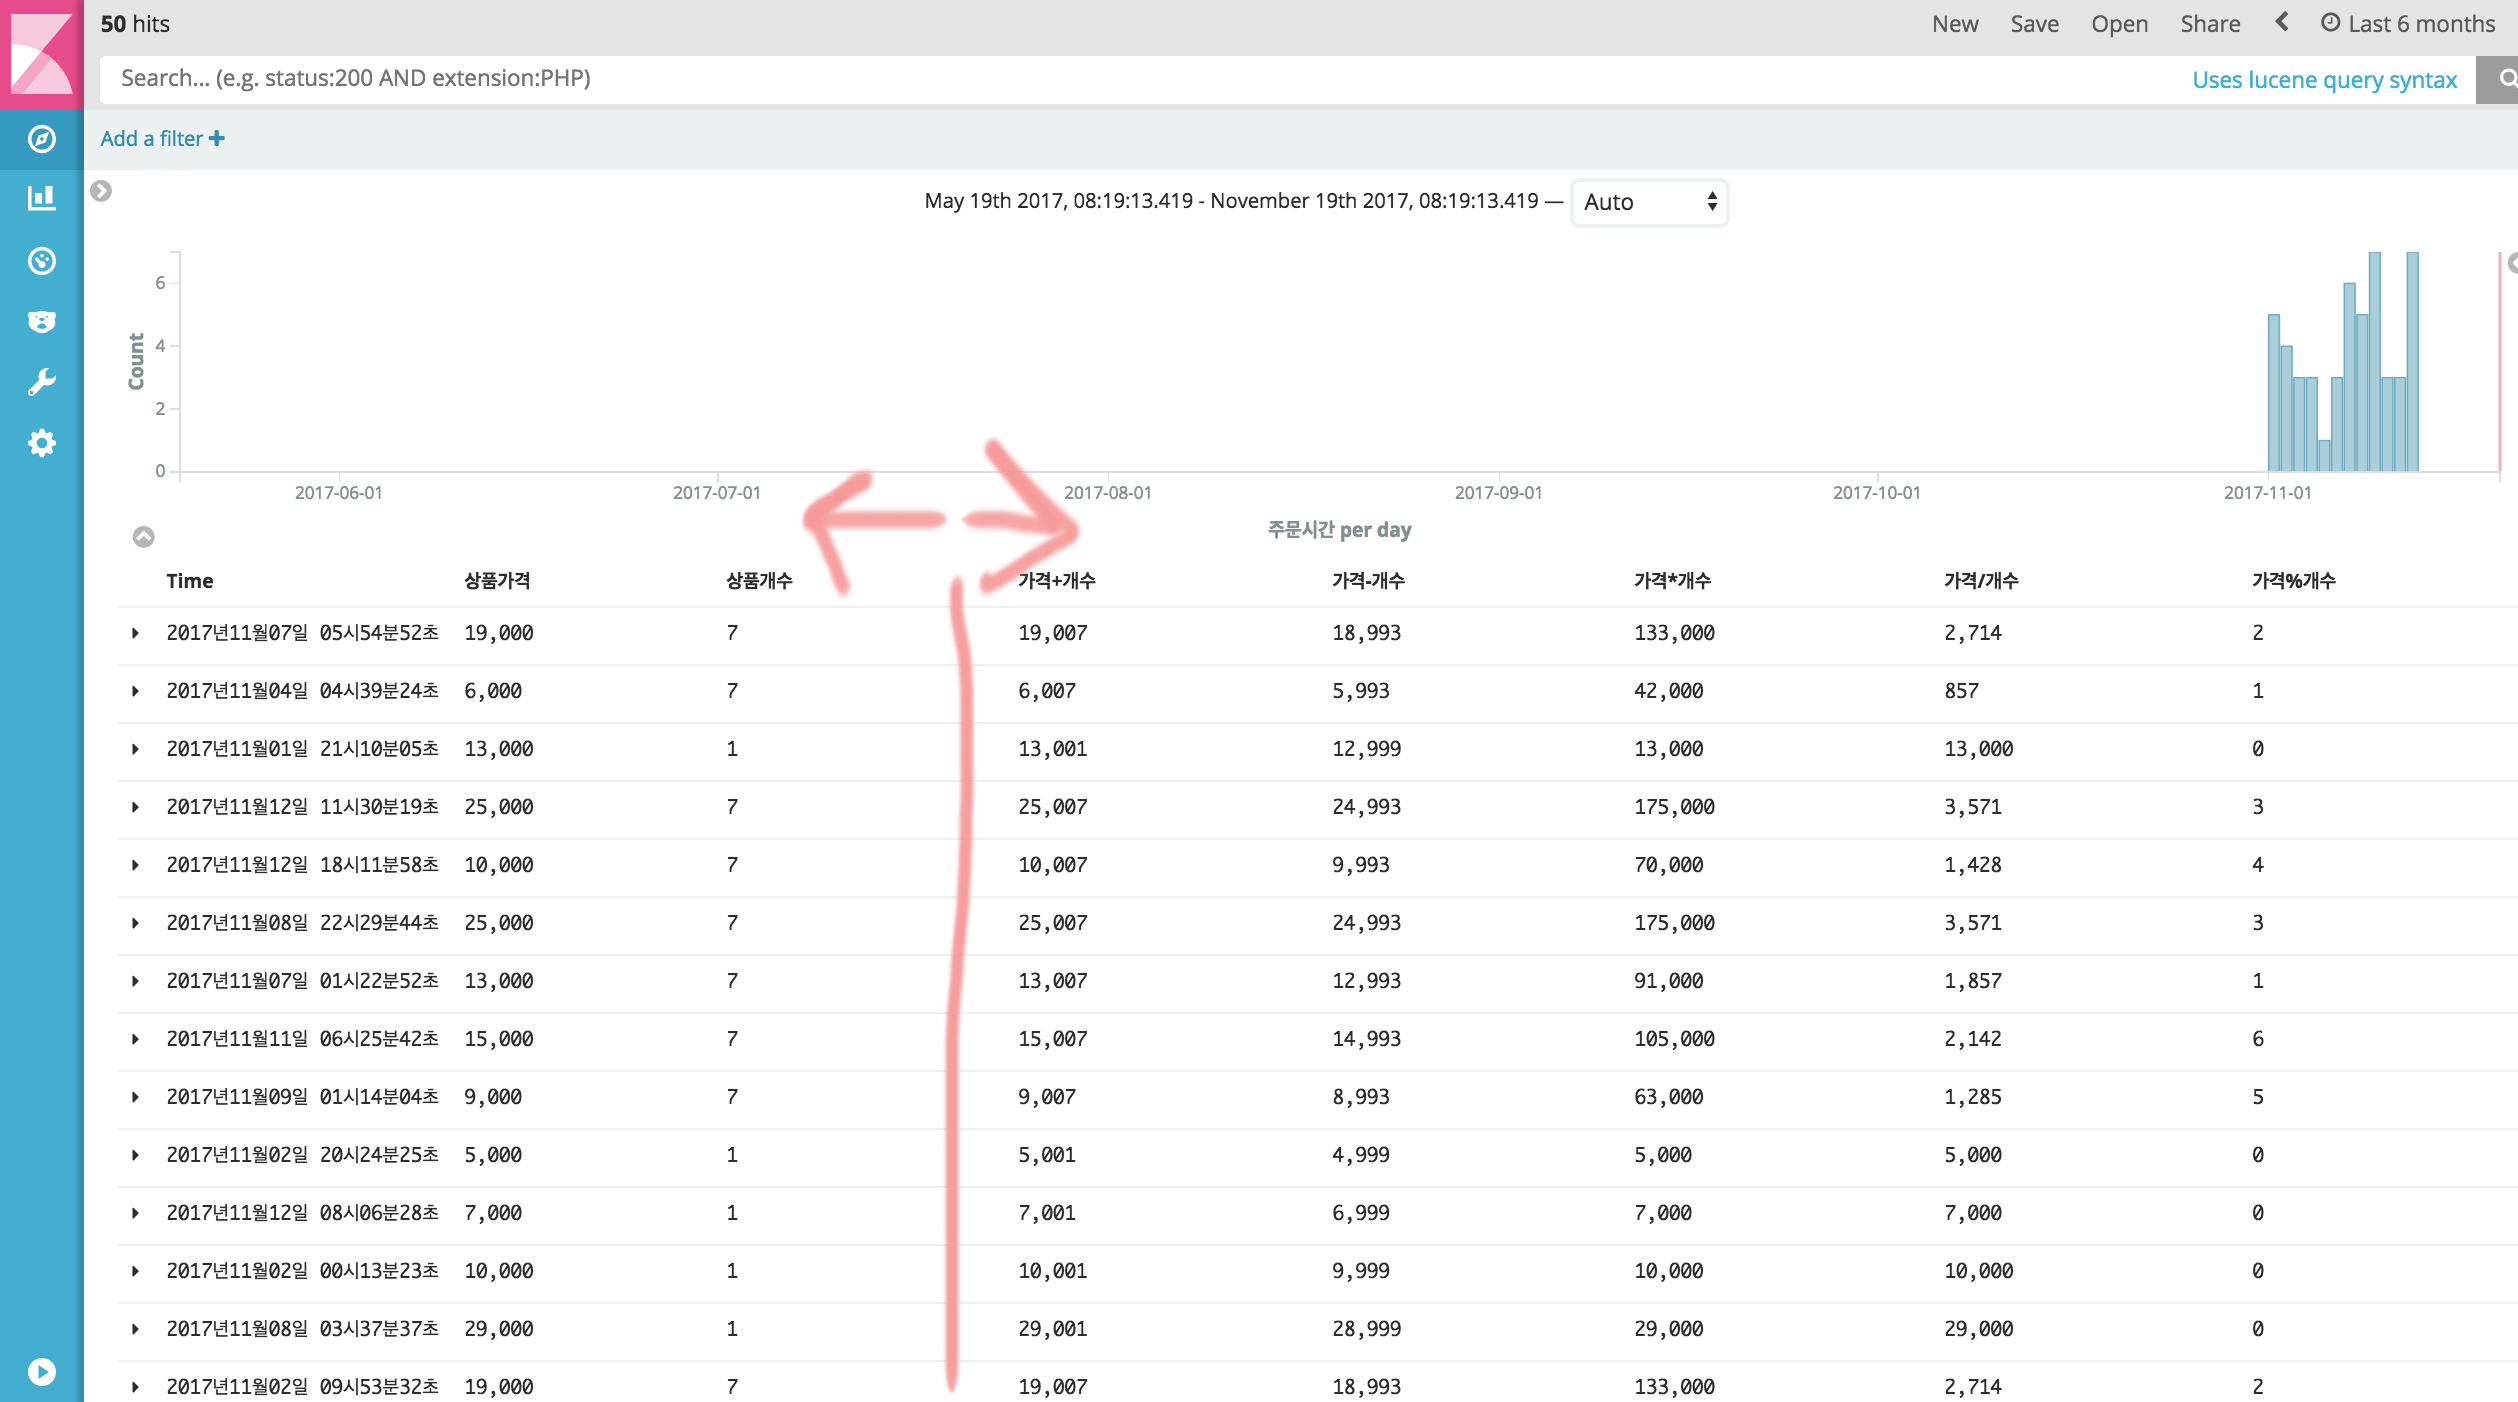 50 hits
New Save Open Share Last 6 months
Search... (e.g. status:200 AND extension:PHP)
Uses lucene query syntax
Add a filter
May 19th 2017, 08:19:13.419 - November 19th 2017, 08:19:13.419 — Auto
6
4
2
0
Count
2017-06-01 2017-07-01 2017-08-01 2017-09-01 2017-10-01 2017-11-01
주문시간 per day
Time 상품가격 상품개수 가격+개수 가격-개수 가격*개수 가격/개수 가격%개수
2017년11월07일 05시54분52초 19,000 7 19,007 18,993 133,000 2,714 2
2017년11월04일 04시39분24초 6,000 7 6,007 5,993 42,000 857 1
2017년11월01일 21시10분05초 13,000 1 13,001 12,999 13,000 13,000 0
2017년11월12일 11시30분19초 25,000 7 25,007 24,993 175,000 3,571 3
2017년11월12일 18시11분58초 10,000 7 10,007 9,993 70,000 1,428 4
2017년11월08일 22시29분44초 25,000 7 25,007 24,993 175,000 3,571 3
2017년11월07일 01시22분52초 13,000 7 13,007 12,993 91,000 1,857 1
2017년11월11일 06시25분42초 15,000 7 15,007 14,993 105,000 2,142 6
2017년11월09일 01시14분04초 9,000 7 9,007 8,993 63,000 1,285 5
2017년11월02일 20시24분25초 5,000 1 5,001 4,999 5,000 5,000 0
2017년11월12일 08시06분28초 7,000 1 7,001 6,999 7,000 7,000 0
2017년11월02일 00시13분23초 10,000 1 10,001 9,999 10,000 10,000 0
2017년11월08일 03시37분37초 29,000 1 29,001 28,999 29,000 29,000 0
2017년11월02일 09시53분32초 19,000 7 19,007 18,993 133,000 2,714 2